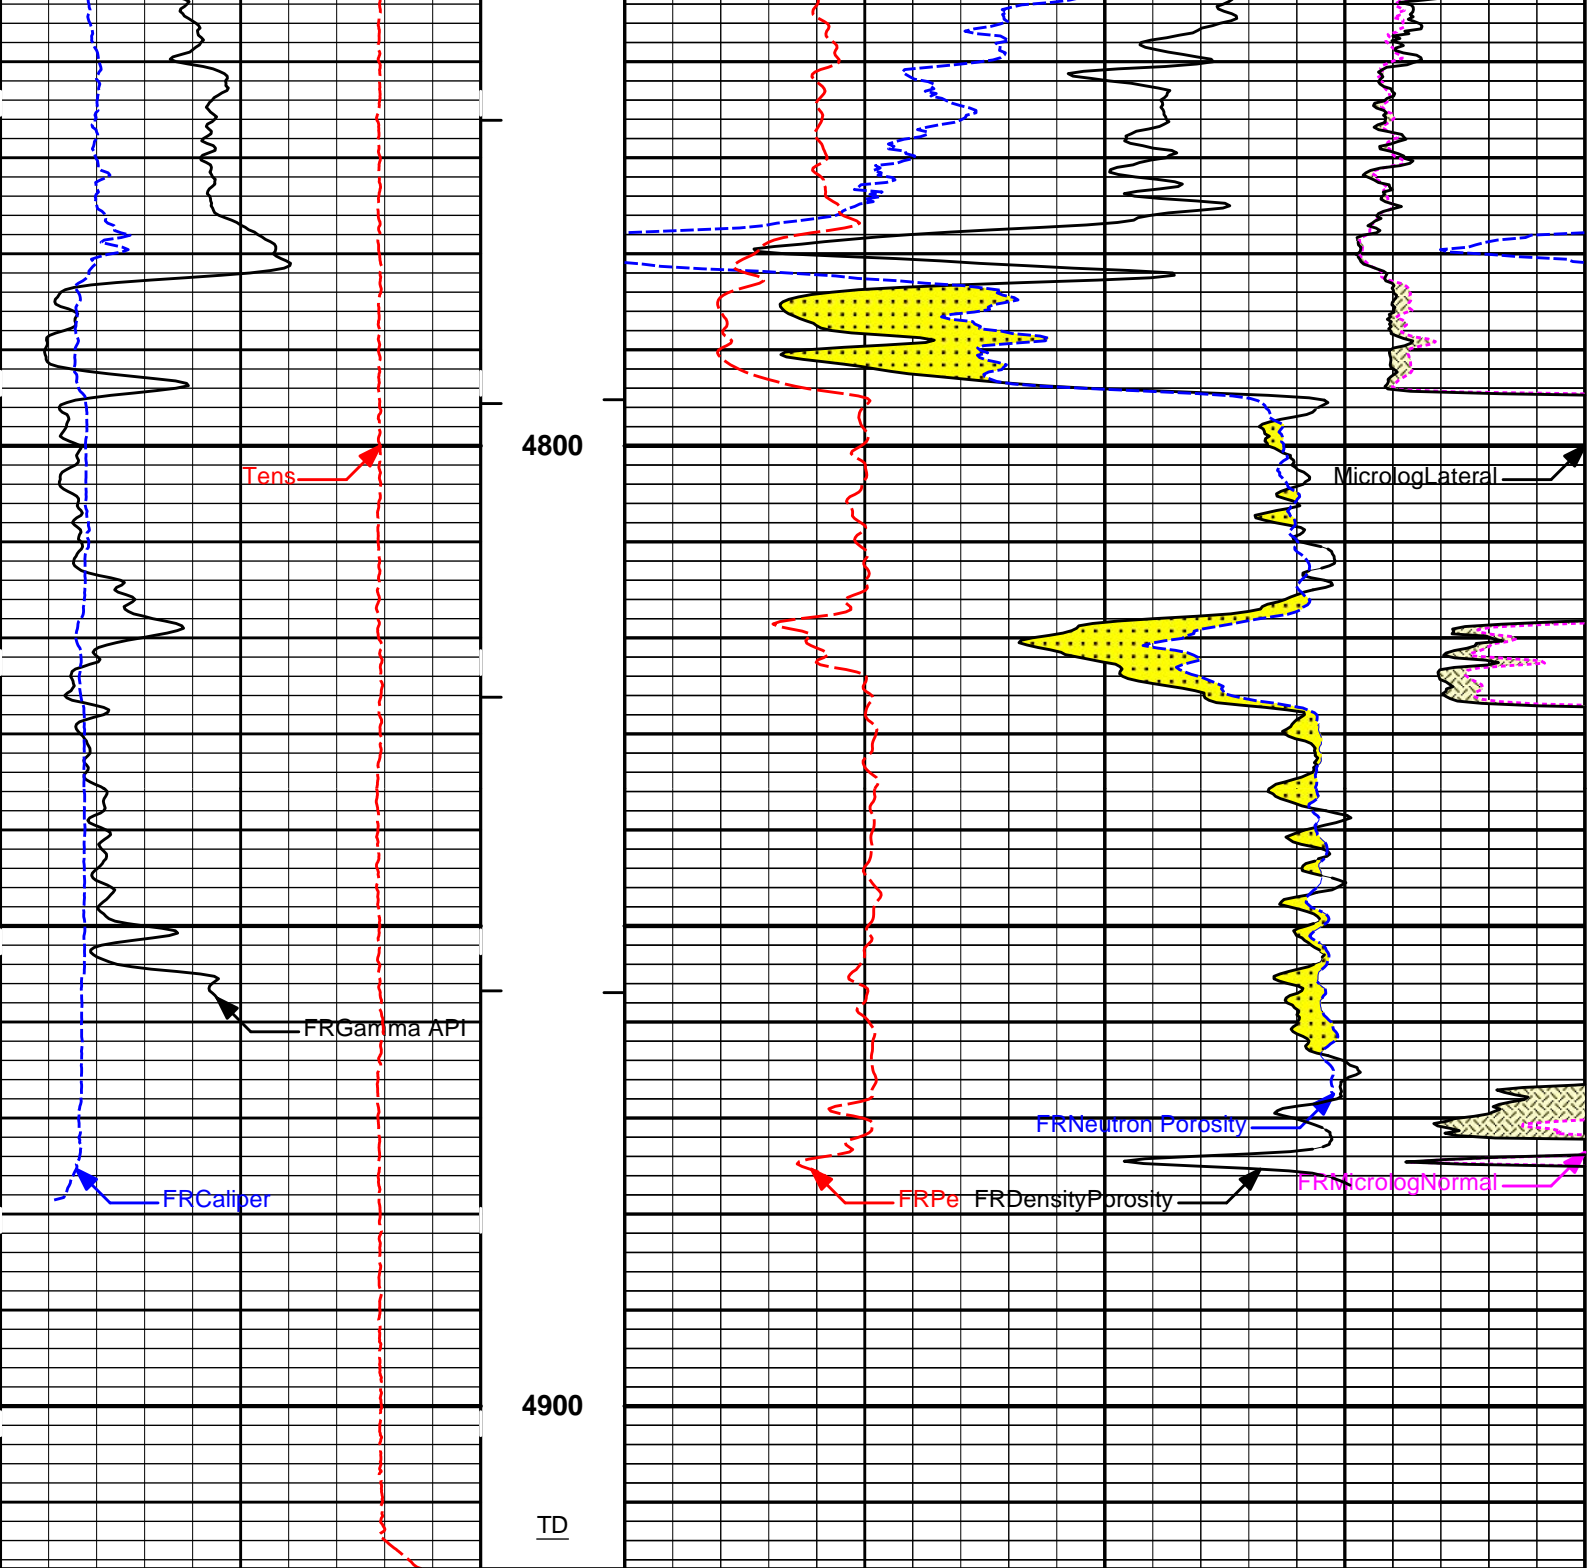 4800
Tens
MicrologLateral
FRGamma API
FRNeutron Porosity
FRMicrologNormal
FRCaliper
FRPe
FRDensityPorosity
4900
TD